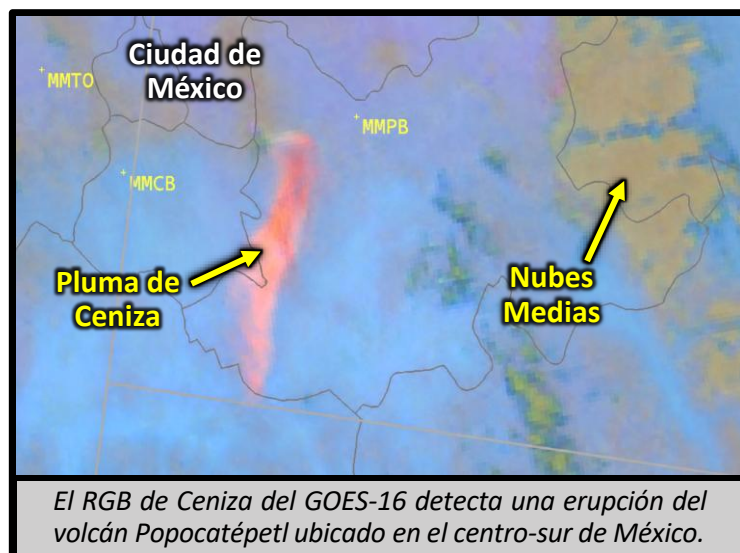 Ciudad de
México
+MMTO
+MMPB
+MMCB
Pluma de
Ceniza
Nubes
Medias
El RGB de Ceniza del GOES-16 detecta una erupción del
volcán Popocatépetl ubicado en el centro-sur de México.